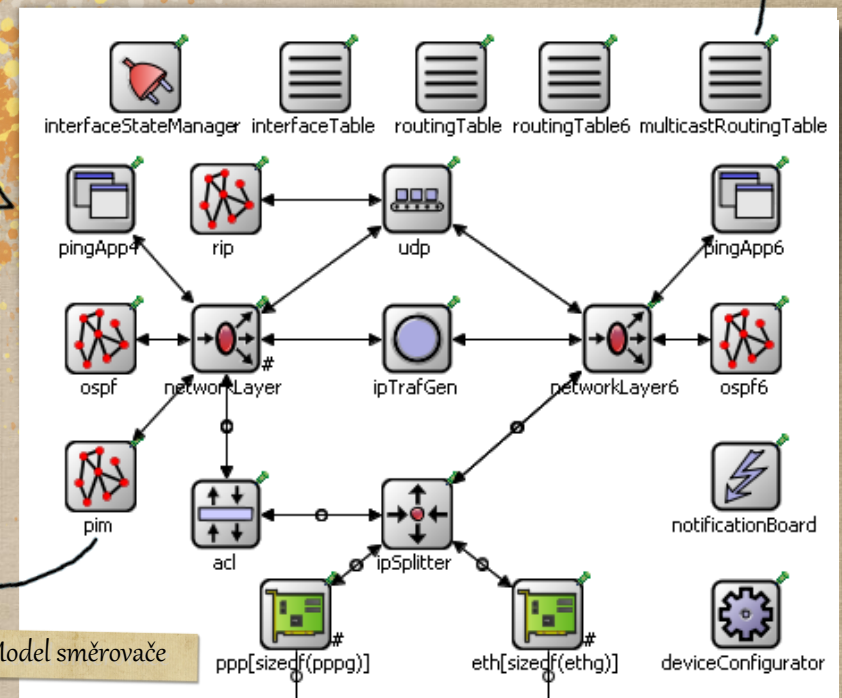 interfaceStateManager interfaceTable routingTable routingTable6 multicastRoutingTable
pingApp4 rip udp pingApp6
ospf networkLayer # ipTrafGen networkLayer6 ospf6
pim acl ipSplitter notificationBoard
Model směrovače ppp[sizeof(pppg)] # eth[sizeof(ethg)] # deviceConfigurator